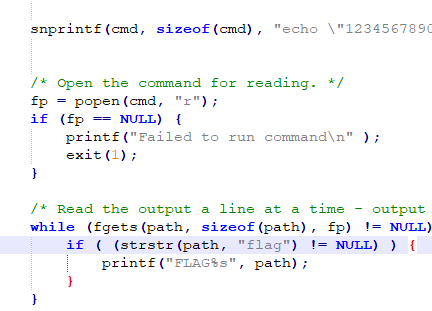 snprintf(cmd, sizeof(cmd), "echo \"1234567890
/* Open the command for reading. */
fp = popen(cmd, "r");
if (fp == NULL) {
printf("Failed to run command\n" );
exit(1);
}
/* Read the output a line at a time - output
while (fgets(path, sizeof(path), fp) != NULL)
if ( (strstr(path, "flag") != NULL) ) {
printf("FLAG%s", path);
}
}